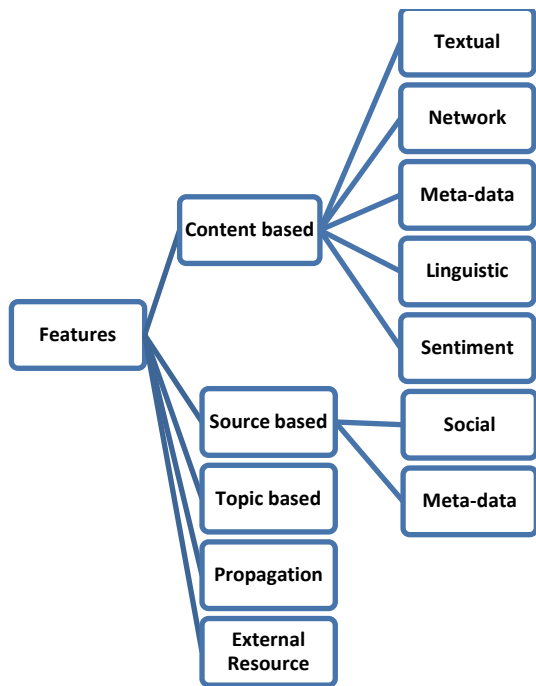 Textual
Network
Meta-data
Content based
Linguistic
Features
Sentiment
Source based
Social
Topic based
Meta-data
Propagation
External
Resource